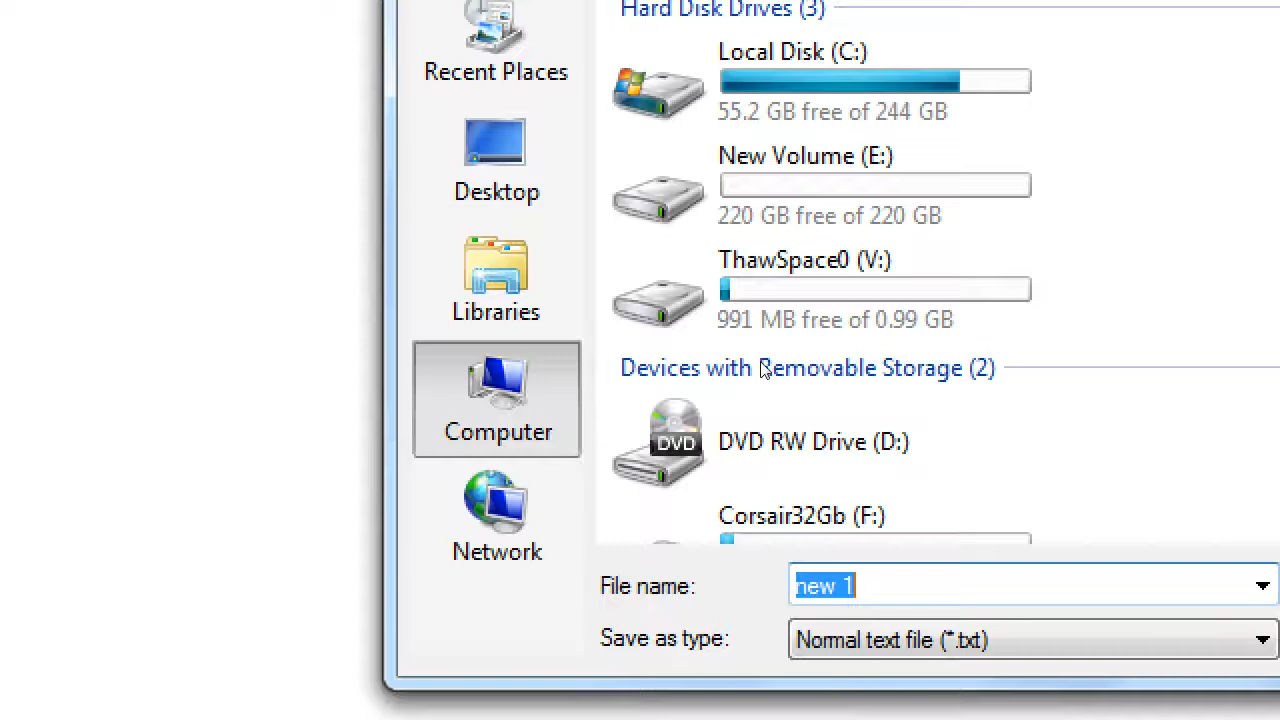 Hard Disk Drives (3)
Recent Places
Local Disk (C:)
55.2 GB free of 244 GB
Desktop
New Volume (E:)
220 GB free of 220 GB
Libraries
ThawSpace0 (V:)
991 MB free of 0.99 GB
Computer
Devices with Removable Storage (2)
DVD
DVD RW Drive (D:)
Network
Corsair32Gb (F:)
File name:
new 1
Save as type:
Normal text file (*.txt)